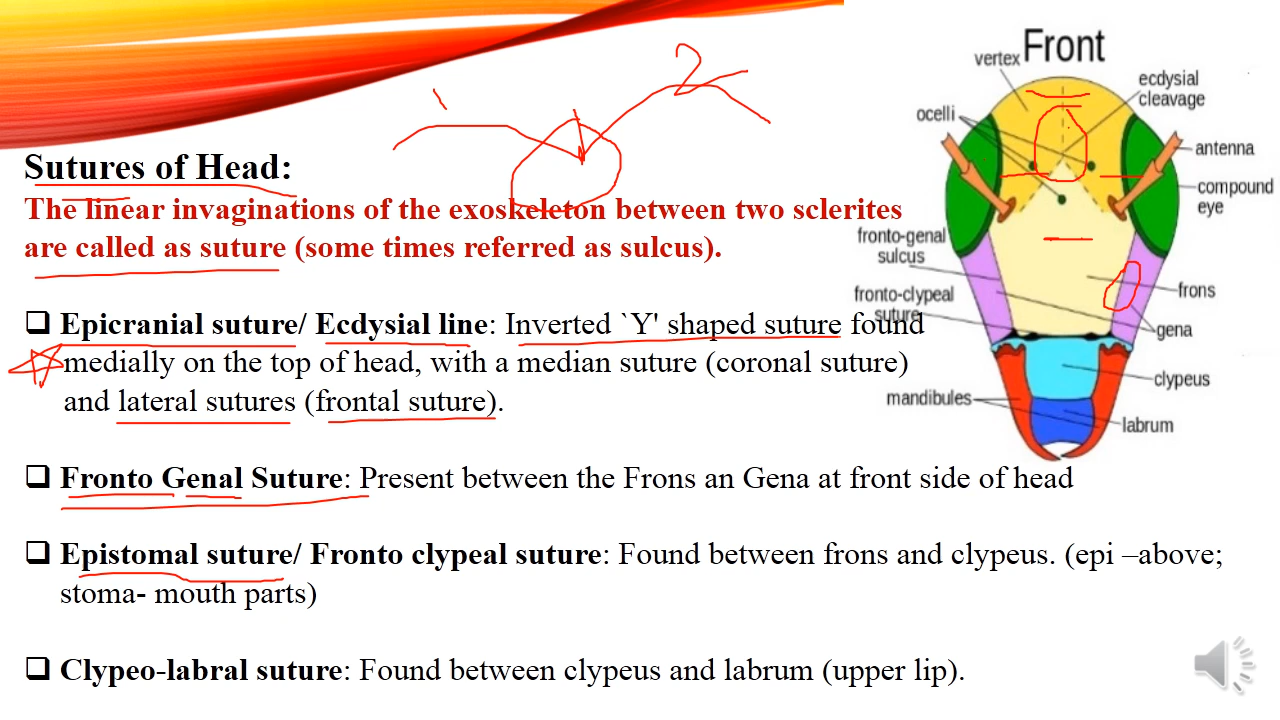 Front
vertex
ecdysial
cleavage
ocelli
antenna
compound
eye
fronto-genal
sulcus
frons
fronto-clypeal
suture
gena
clypeus
mandibules
labrum
1
2
Sutures of Head:
The linear invaginations of the exoskeleton between two sclerites
are called as suture (some times referred as sulcus).
❑ Epicranial suture/ Ecdysial line: Inverted `Y' shaped suture found
medially on the top of head, with a median suture (coronal suture)
and lateral sutures (frontal suture).
❑ Fronto Genal Suture: Present between the Frons an Gena at front side of head
❑ Epistomal suture/ Fronto clypeal suture: Found between frons and clypeus. (epi –above;
stoma- mouth parts)
❑ Clypeo-labral suture: Found between clypeus and labrum (upper lip).